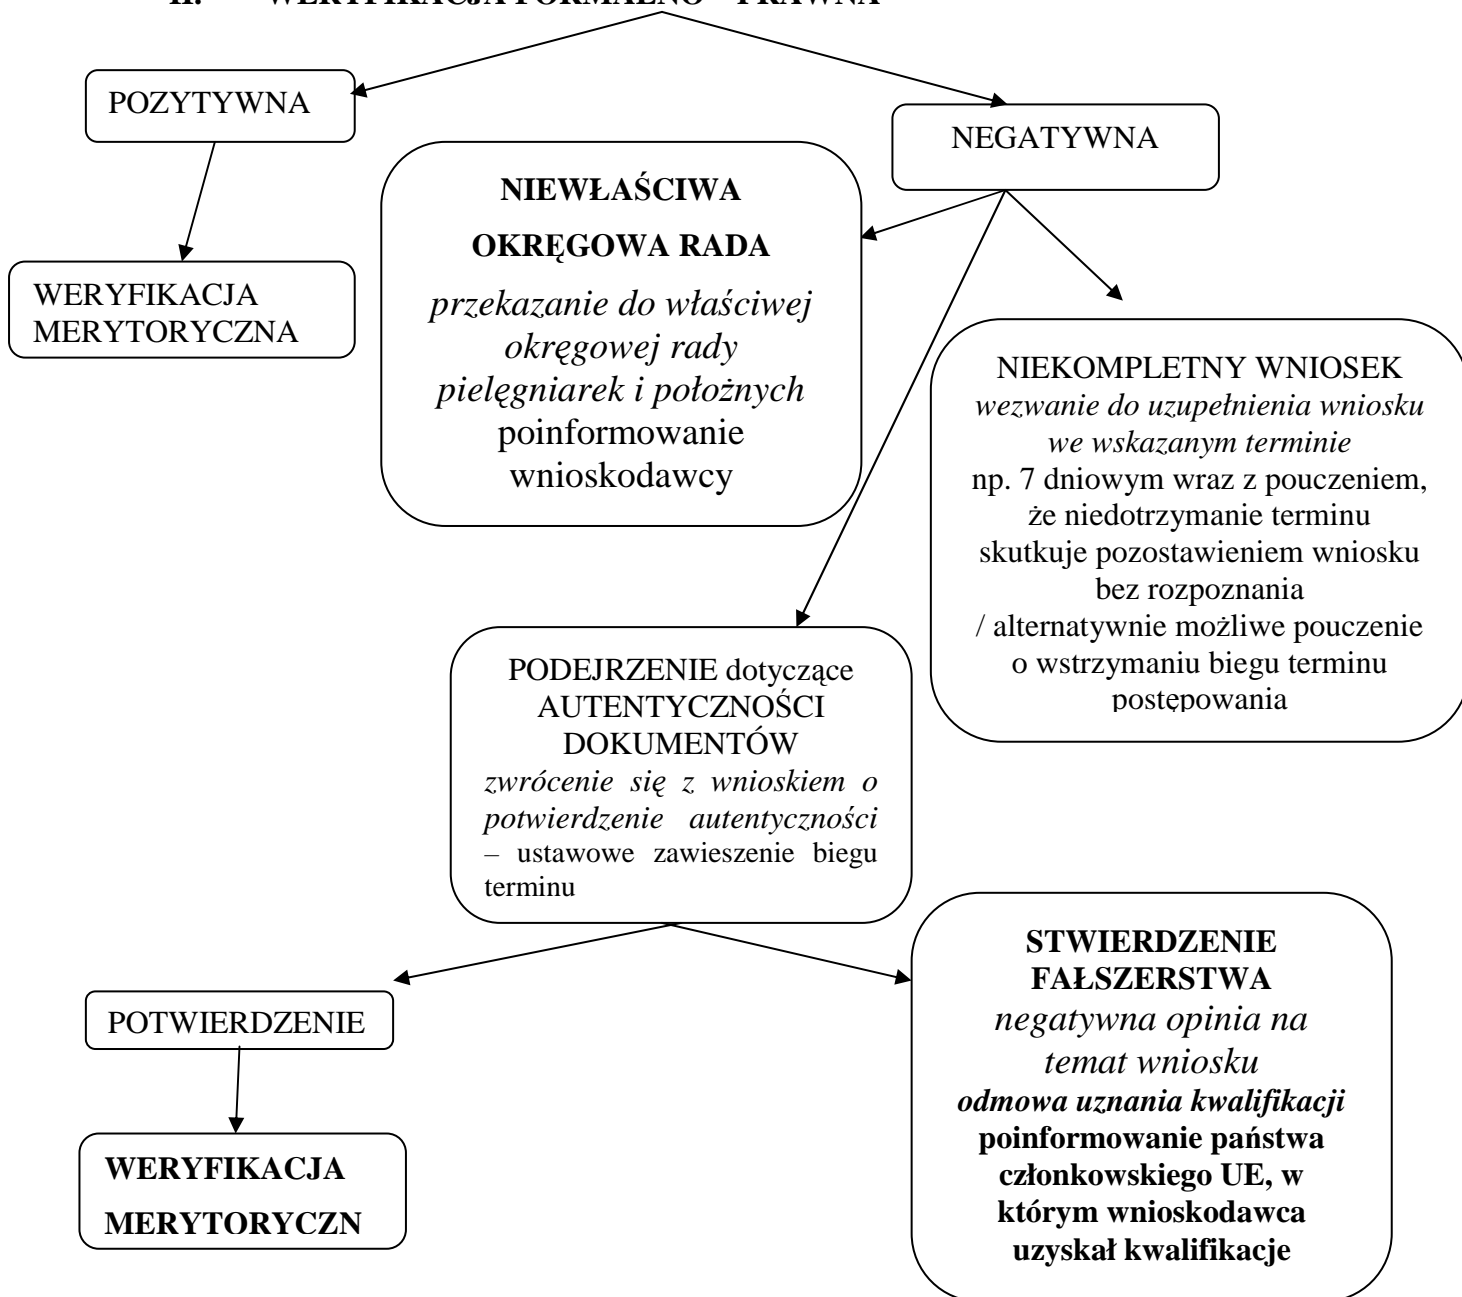 II. WERYFIKACJA FORMALNO – PRAWNA
POZYTYWNA
NEGATYWNA
WERYFIKACJA
MERYTORYCZNA
NIEWŁAŚCIWA
OKRĘGOWA RADA
przekazanie do właściwej
okręgowej rady
pielęgniarek i położnych
poinformowanie
wnioskodawcy
NIEKOMPLETNY WNIOSEK
wezwanie do uzupełnienia wniosku
we wskazanym terminie
np. 7 dniowym wraz z pouczeniem,
że niedotrzymanie terminu
skutkuje pozostawieniem wniosku
bez rozpoznania
/ alternatywnie możliwe pouczenie
o wstrzymaniu biegu terminu
postępowania
PODEJRZENIE dotyczące
AUTENTYCZNOŚCI
DOKUMENTÓW
zwrócenie się z wnioskiem o
potwierdzenie autentyczności
– ustawowe zawieszenie biegu
terminu
POTWIERDZENIE
WERYFIKACJA
MERYTORYCZN
STWIERDZENIE
FAŁSZERSTWA
negatywna opinia na
temat wniosku
odmowa uznania kwalifikacji
poinformowanie państwa
członkowskiego UE, w
którym wnioskodawca
uzyskał kwalifikacje